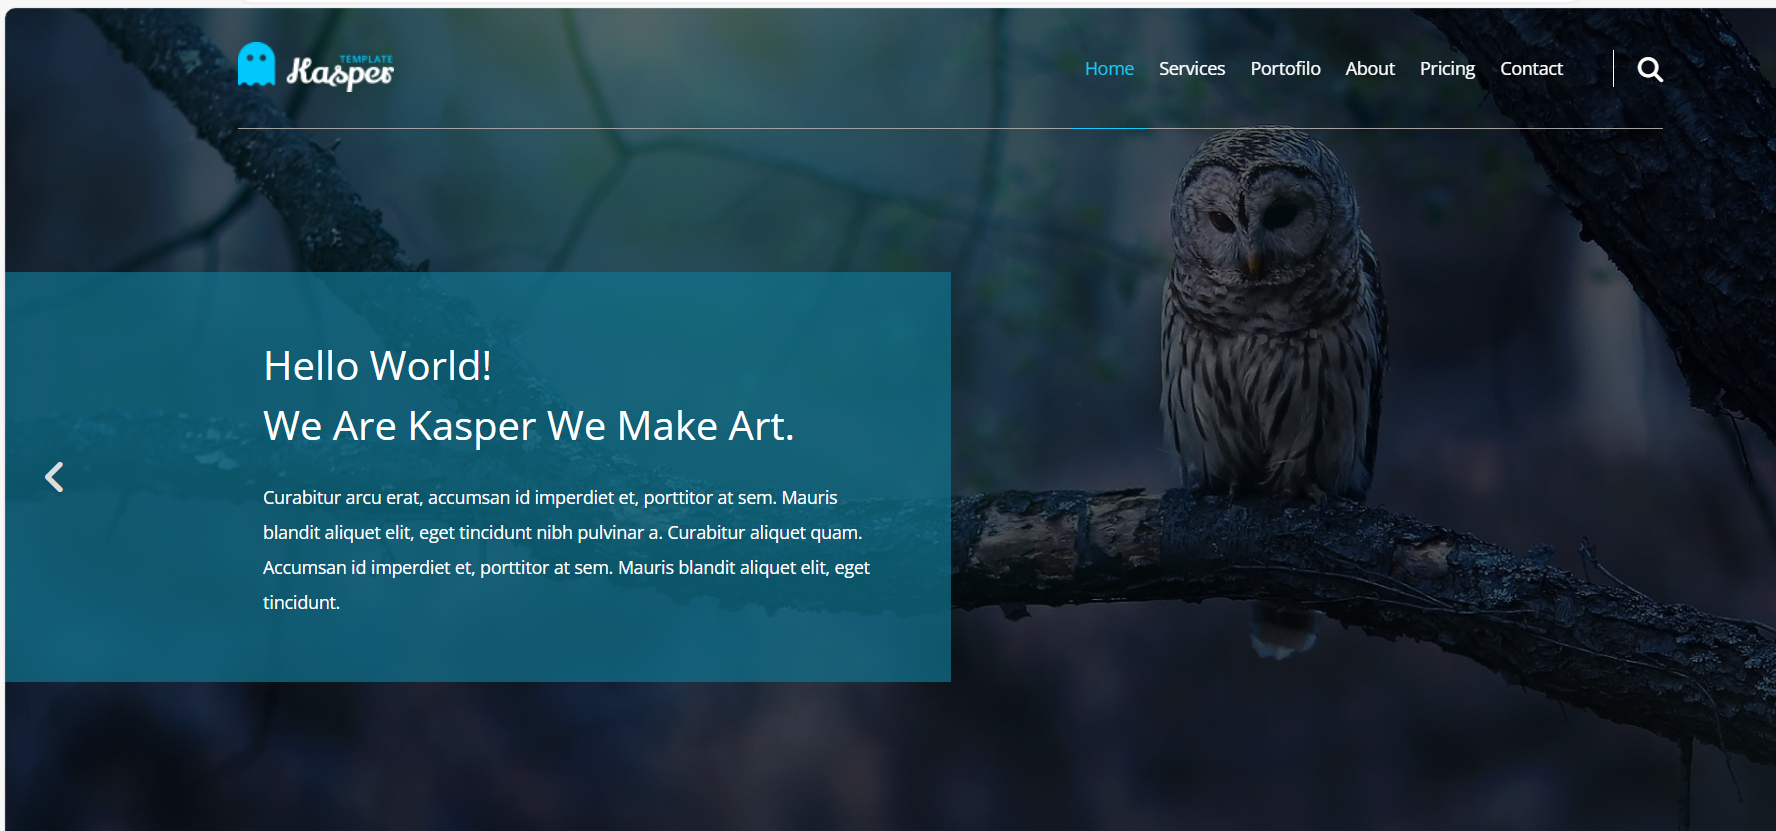 TEMPLATE
Kasper
Home Services Portofilo About Pricing Contact
Hello World!
We Are Kasper We Make Art.
Curabitur arcu erat, accumsan id imperdiet et, porttitor at sem. Mauris
blandit aliquet elit, eget tincidunt nibh pulvinar a. Curabitur aliquet quam.
Accumsan id imperdiet et, porttitor at sem. Mauris blandit aliquet elit, eget
tincidunt.